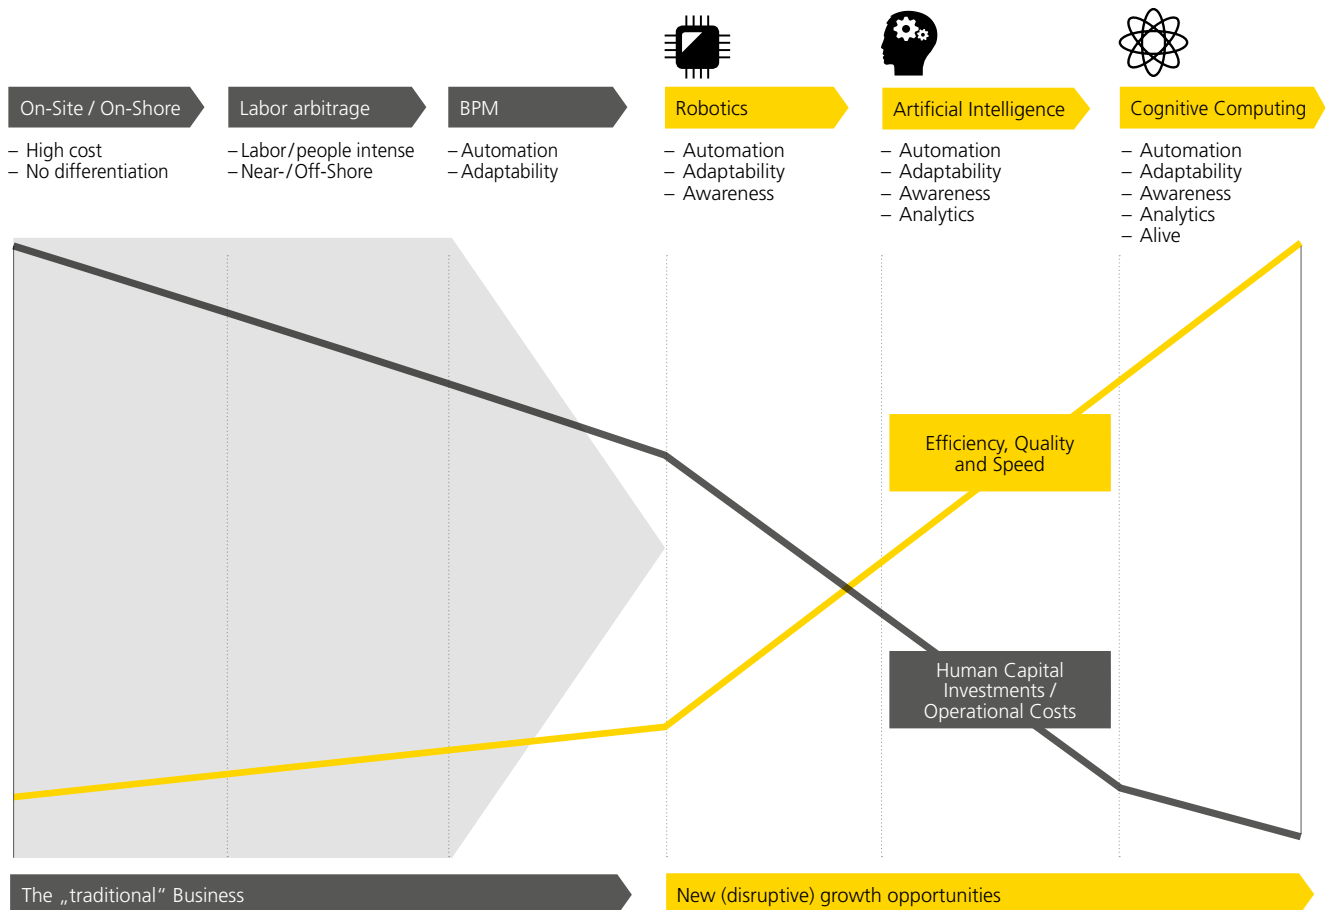 On-Site / On-Shore
– High cost
– No differentiation
Labor arbitrage
– Labor/people intense
– Near-/Off-Shore
BPM
– Automation
– Adaptability
Robotics
– Automation
– Adaptability
– Awareness
Artificial Intelligence
– Automation
– Adaptability
– Awareness
– Analytics
Cognitive Computing
– Automation
– Adaptability
– Awareness
– Analytics
– Alive
Efficiency, Quality
and Speed
Human Capital
Investments /
Operational Costs
The „traditional“ Business
New (disruptive) growth opportunities